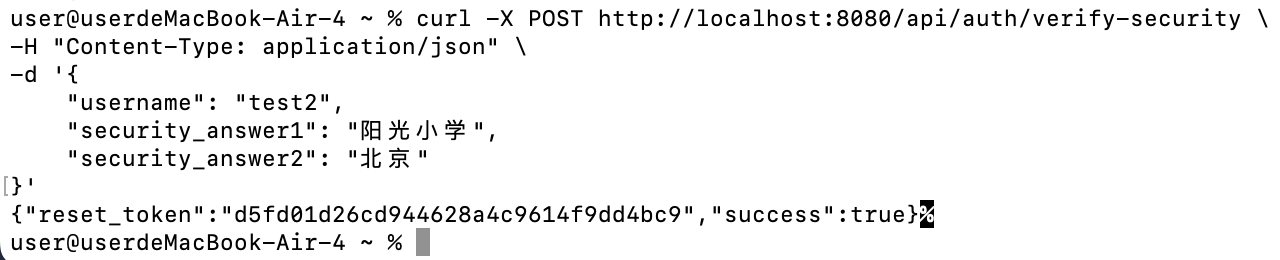 user@userdeMacBook-Air-4 ~ % curl -X POST http://localhost:8080/api/auth/verify-security \
-H "Content-Type: application/json" \
-d '{
    "username": "test2",
    "security_answer1": "阳光小学",
    "security_answer2": "北京"
[}'
{"reset_token":"d5fd01d26cd944628a4c9614f9dd4bc9","success":true}%
user@userdeMacBook-Air-4 ~ %